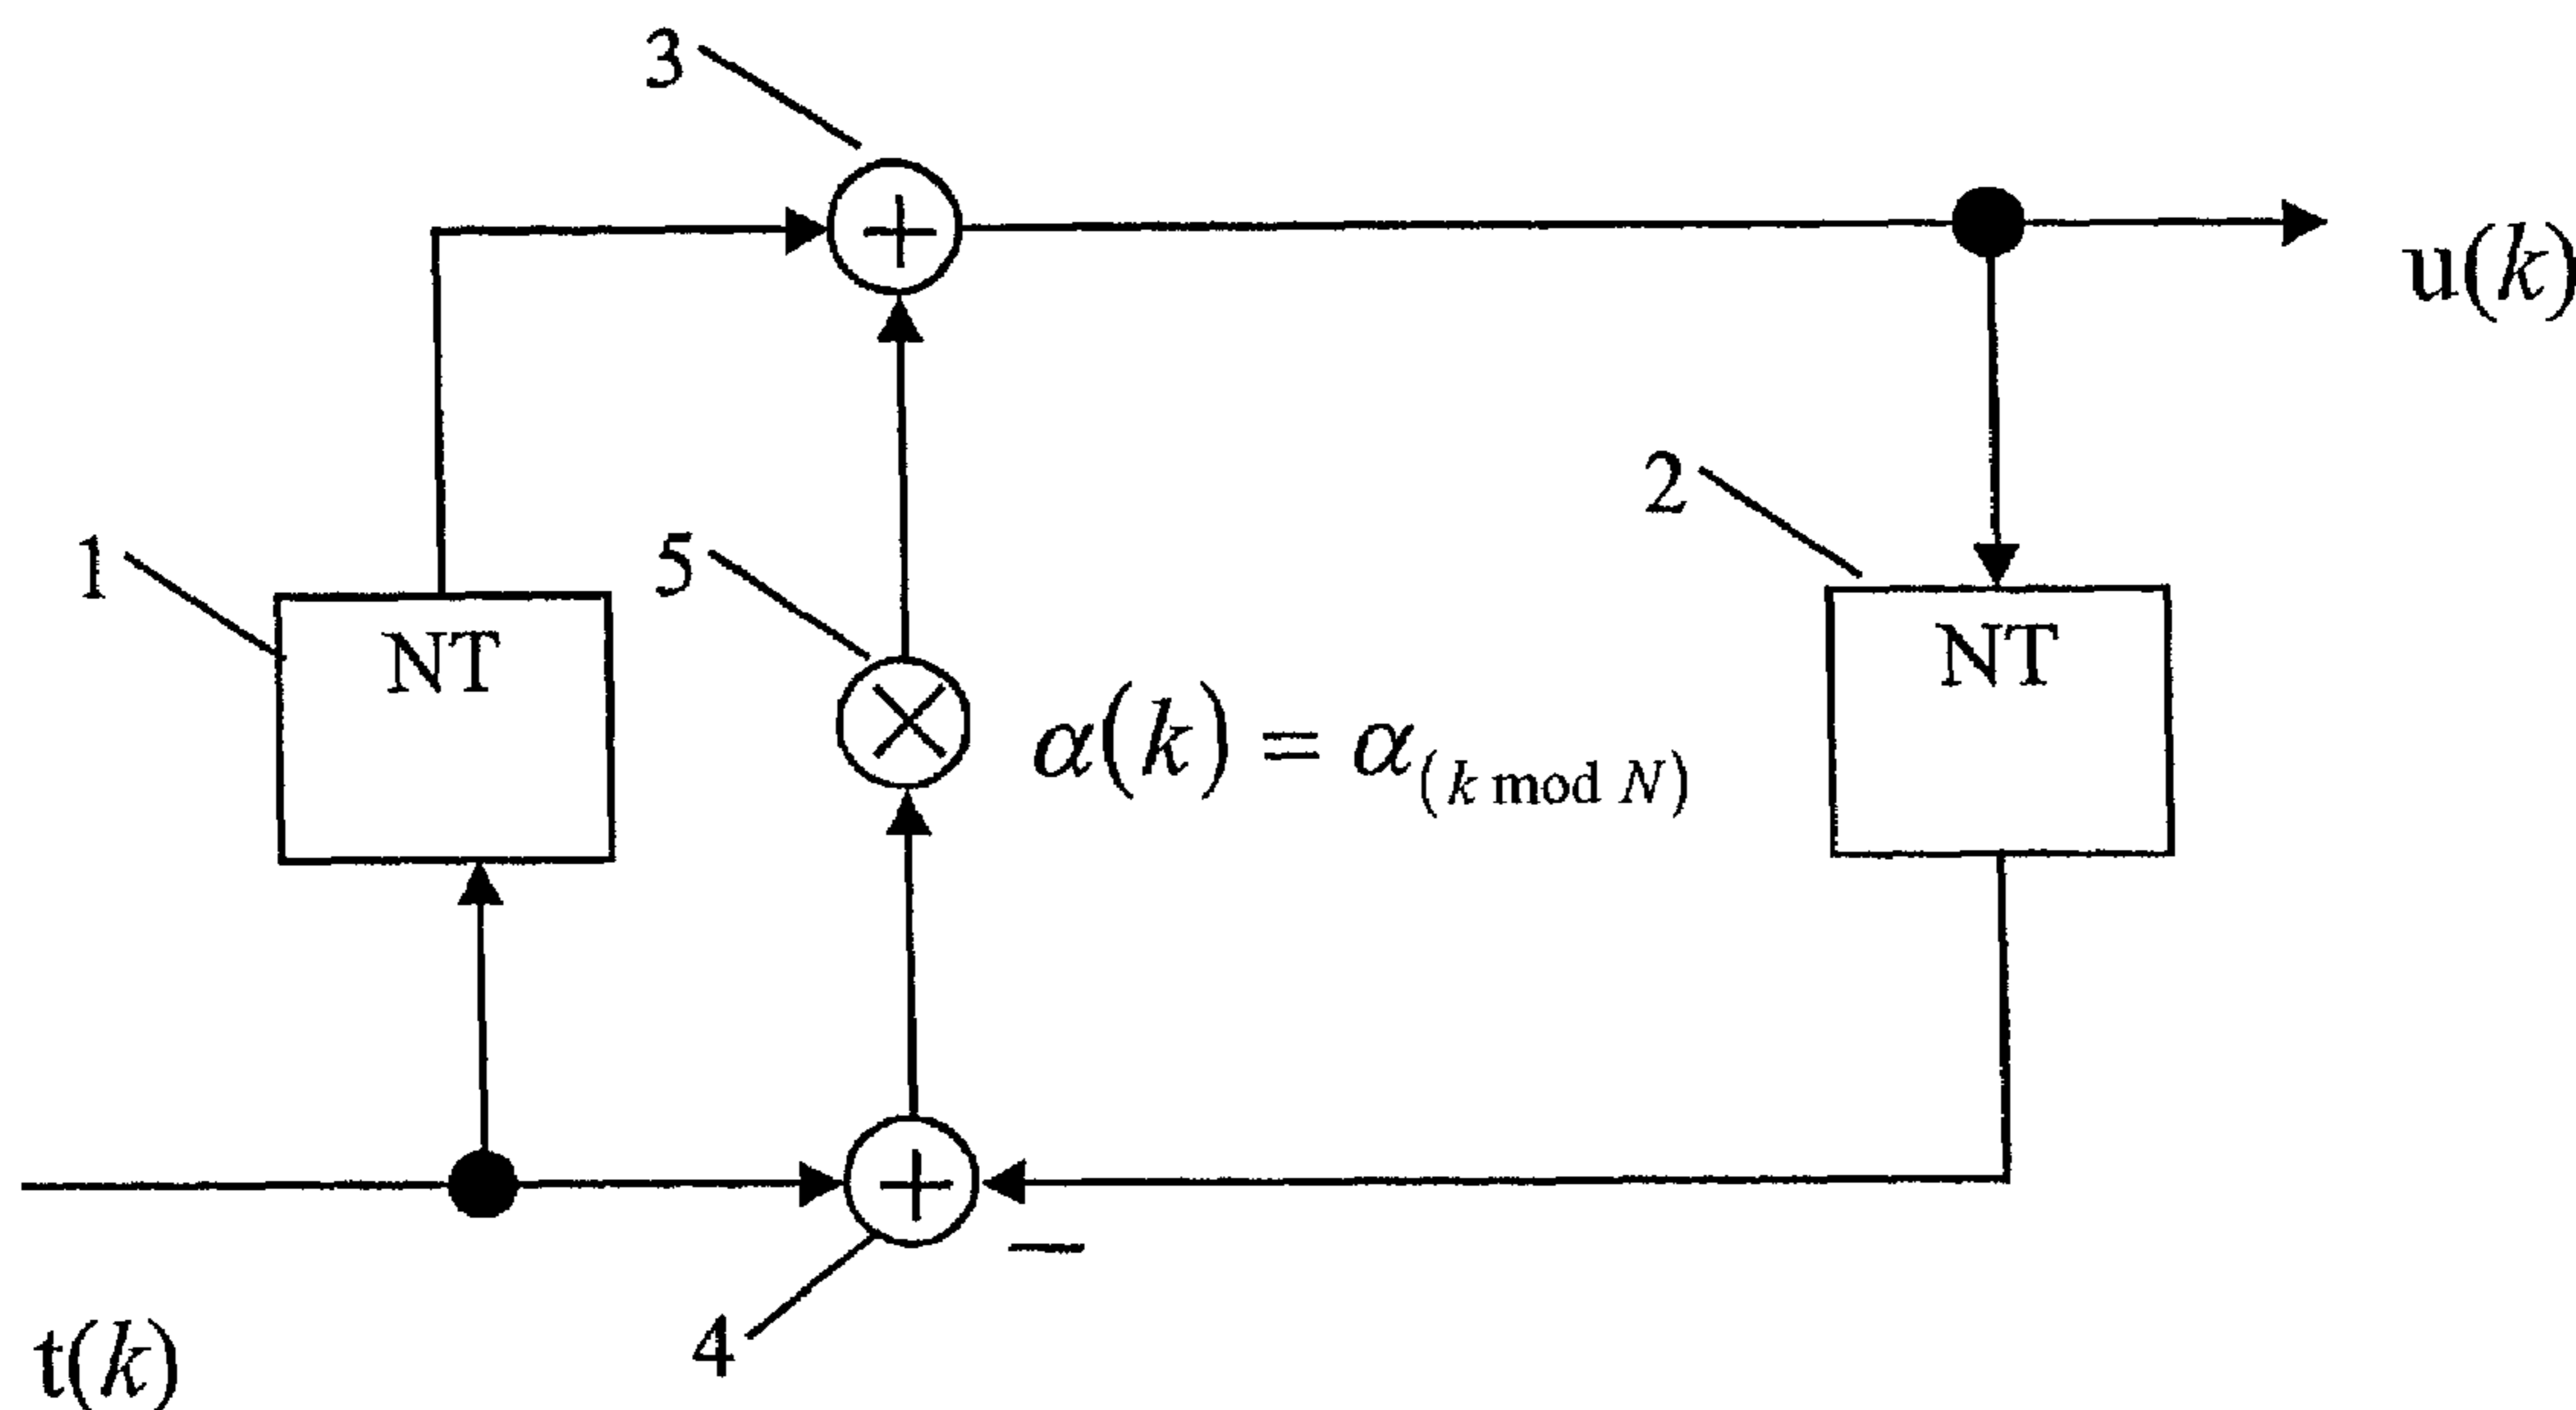 3
u(k)
2
1
5
NT
NT
α(k) = α(k mod N)
4
t(k)